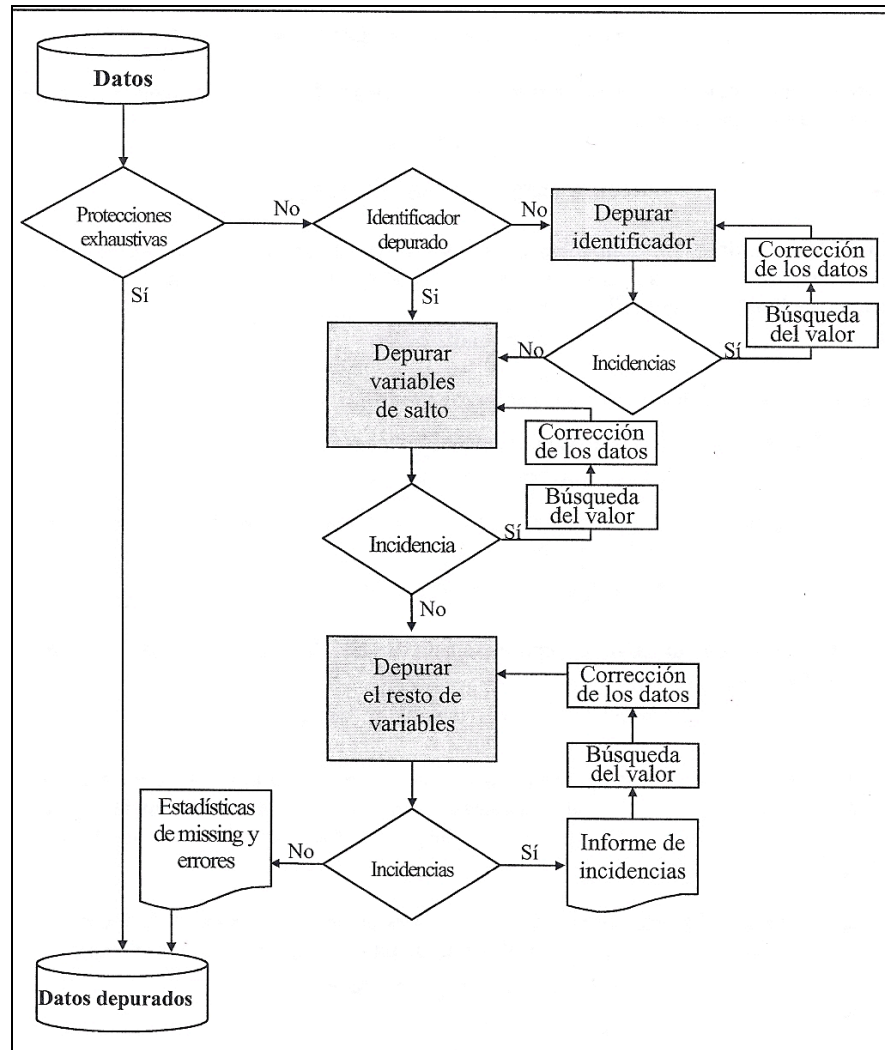 Datos
Protecciones
exhaustivas
No
Identificador
depurado
No
Depurar
identificador
Corrección
de los datos
Búsqueda
del valor
Sí
Si
Incidencias
No
Sí
Depurar
variables
de salto
Corrección
de los datos
Búsqueda
del valor
Incidencia
Sí
No
Depurar
el resto de
variables
Corrección
de los datos
Búsqueda
del valor
Estadísticas
de missing y
errores
No
Incidencias
Sí
Informe de
incidencias
Datos depurados